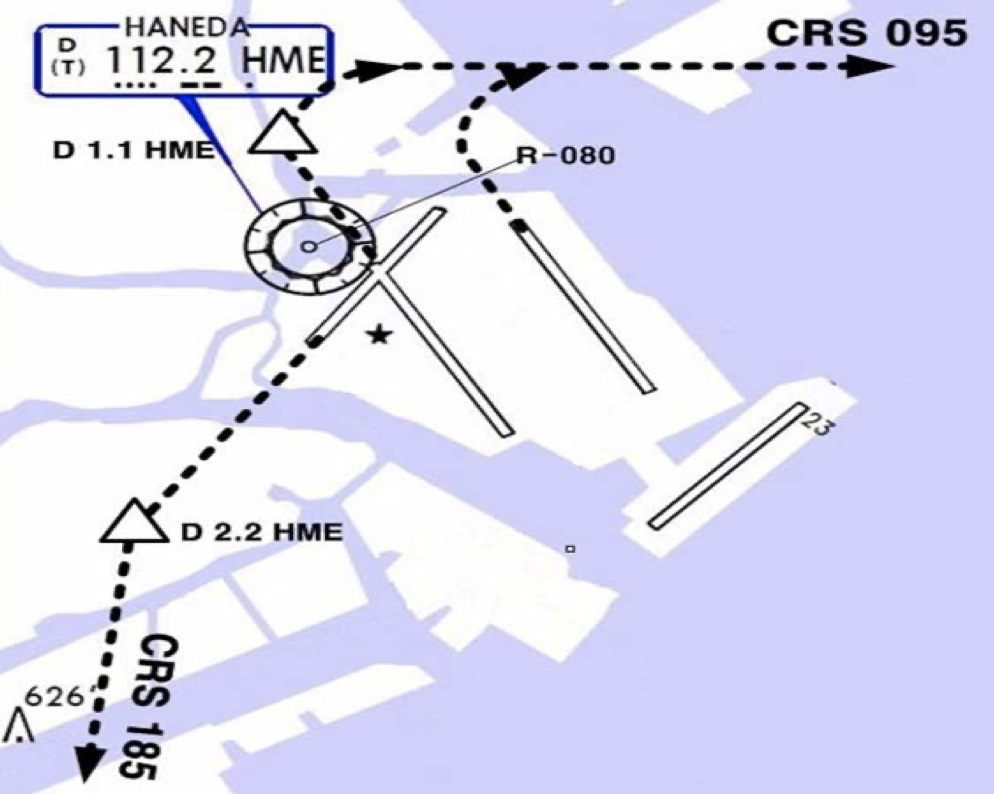 HANEDA
D
(T) 112.2 HME
CRS 095
D 1.1 HME
R-080
23
D 2.2 HME
CRS 185
626'